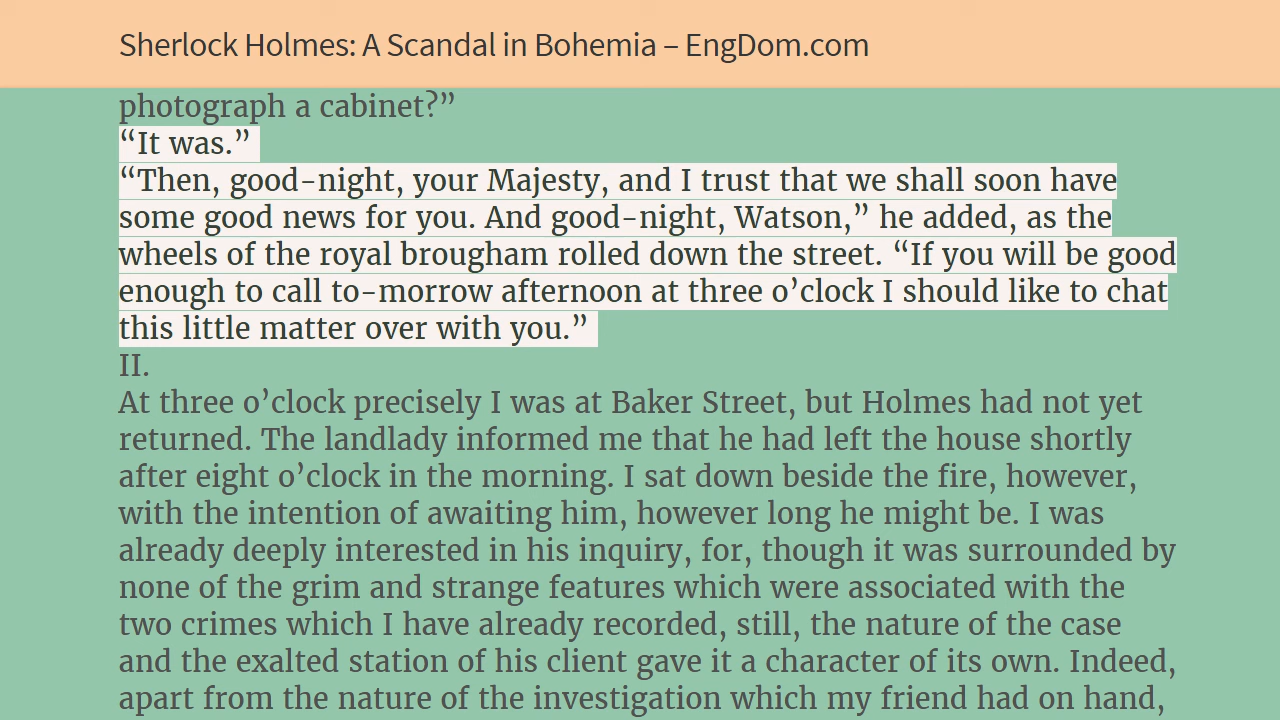 Sherlock Holmes: A Scandal in Bohemia – EngDom.com
photograph a cabinet?”
“It was.”
“Then, good-night, your Majesty, and I trust that we shall soon have
some good news for you. And good-night, Watson,” he added, as the
wheels of the royal brougham rolled down the street. “If you will be good
enough to call to-morrow afternoon at three o’clock I should like to chat
this little matter over with you.”
II.
At three o’clock precisely I was at Baker Street, but Holmes had not yet
returned. The landlady informed me that he had left the house shortly
after eight o’clock in the morning. I sat down beside the fire, however,
with the intention of awaiting him, however long he might be. I was
already deeply interested in his inquiry, for, though it was surrounded by
none of the grim and strange features which were associated with the
two crimes which I have already recorded, still, the nature of the case
and the exalted station of his client gave it a character of its own. Indeed,
apart from the nature of the investigation which my friend had on hand,